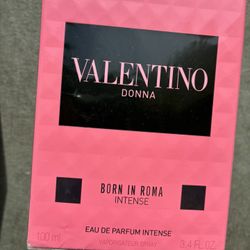 VALENTINO
DONNA
BORN IN ROMA
INTENSE
EAU DE PARFUM INTENSE
VAPORISATEUR SPRAY
100 ml
3.4 FL. OZ